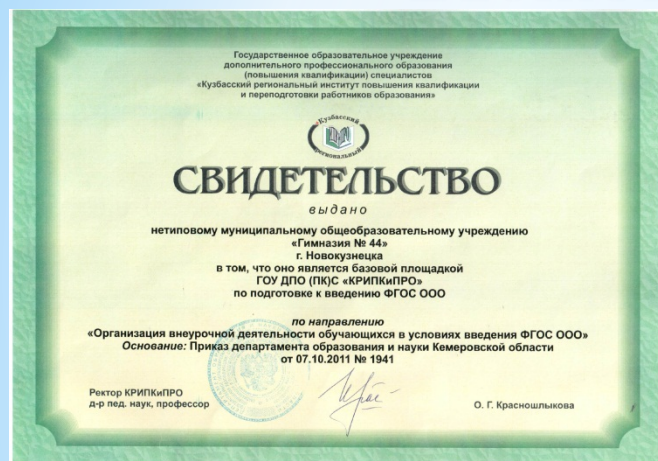 Государственное образовательное учреждение
дополнительного профессионального образования
(повышения квалификации) специалистов
«Кузбасский региональный институт повышения квалификации
и переподготовки работников образования»
Кузбасский
региональный
СВИДЕТЕЛЬСТВО
выдано
нетиповому муниципальному общеобразовательному учреждению
«Гимназия № 44»
г. Новокузнецка
в том, что оно является базовой площадкой
ГОУ ДПО (ПК)С «КРИПКиПРО»
по подготовке к введению ФГОС ООО
по направлению
«Организация внеурочной деятельности обучающихся в условиях введения ФГОС ООО»
Основание: Приказ департамента образования и науки Кемеровской области
от 07.10.2011 № 1941
Ректор КРИПКиПРО
д-р пед. наук, профессор
О. Г. Красношлыкова